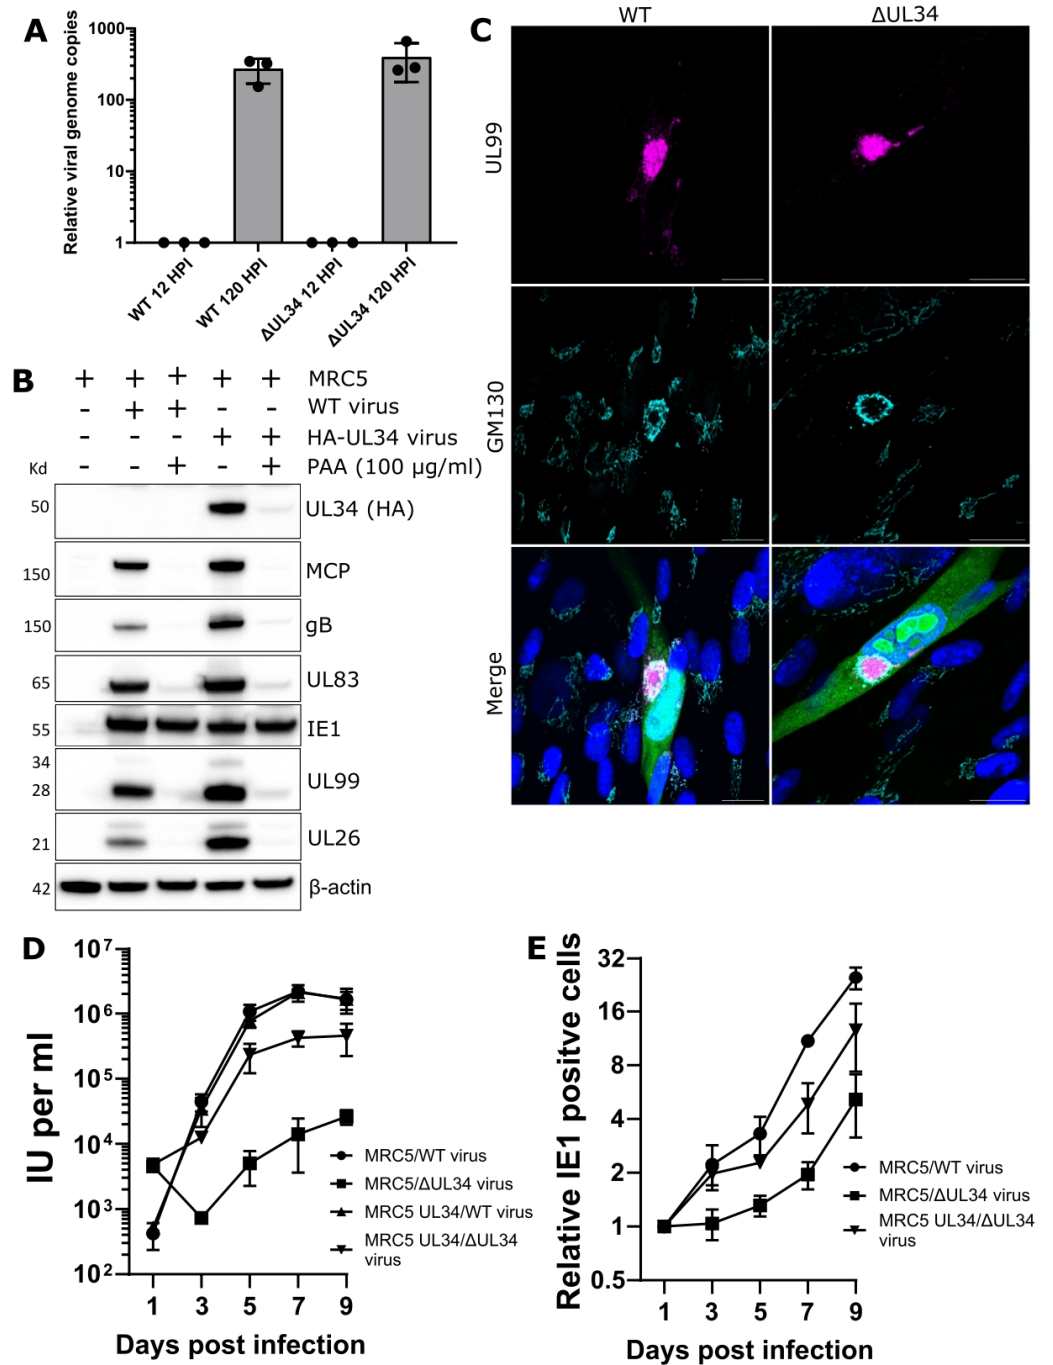 A
Relative viral genome copies
1000
100
10
1
WT 12 HPI
WT 120 HPI
ΔUL34 12 HPI
ΔUL34 120 HPI
B
+ + + + + MRC5
- + + - - WT virus
- - - + + HA-UL34 virus
- - + - + PAA (100 µg/ml)
Kd
50 UL34 (HA)
150 MCP
150 gB
65 UL83
55 IE1
34
28 UL99
21 UL26
42 β-actin
C
WT ΔUL34
UL99
GM130
Merge
D
IU per ml
10⁷
10⁶
10⁵
10⁴
10³
10²
1 3 5 7 9
Days post infection
MRC5/WT virus
MRC5/ΔUL34 virus
MRC5 UL34/WT virus
MRC5 UL34/ΔUL34
virus
E
Relative IE1 positve cells
32
16
8
4
2
1
0.5
1 3 5 7 9
Days post infection
MRC5/WT virus
MRC5/ΔUL34 virus
MRC5 UL34/ΔUL34
virus